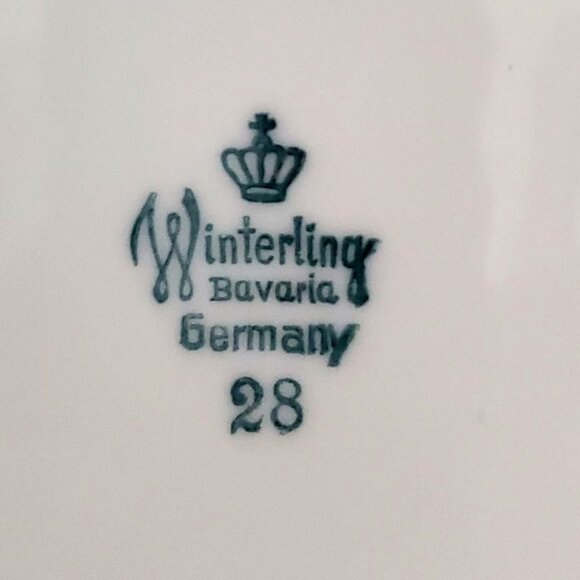 Winterling
Bavaria
Germany
28